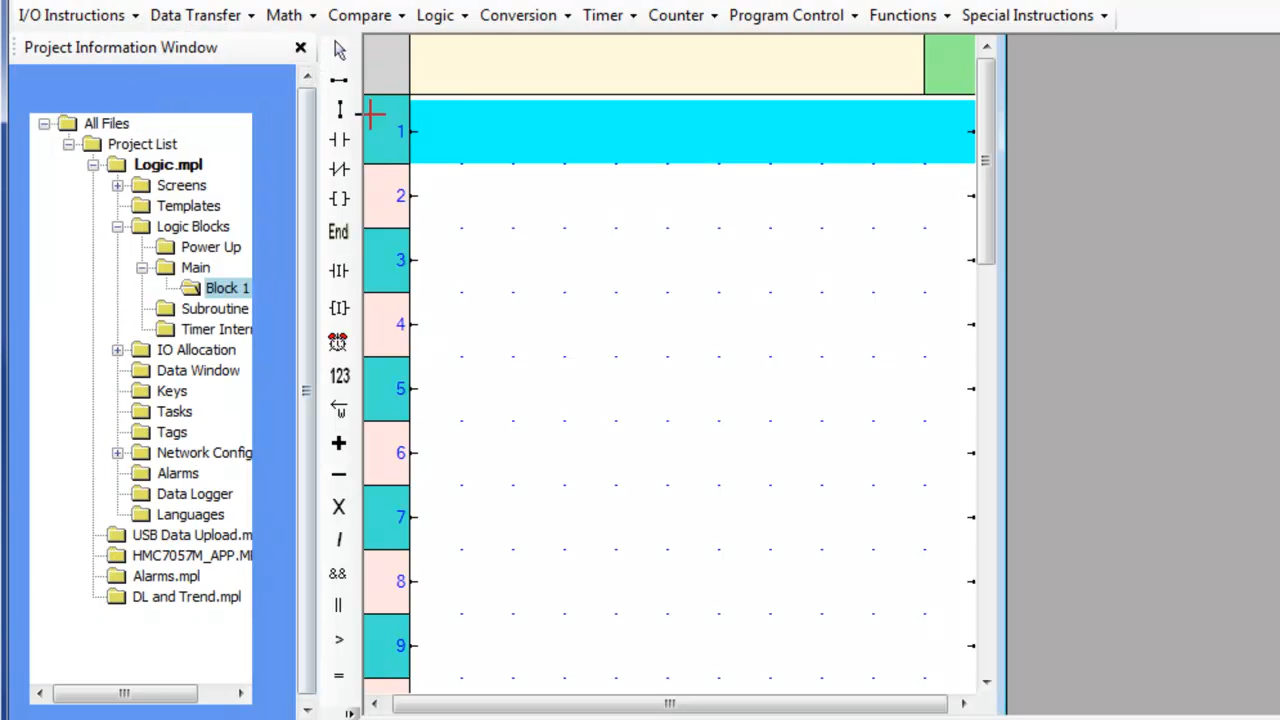 I/O Instructions Data Transfer Math Compare Logic Conversion Timer Counter Program Control Functions Special Instructions
Project Information Window
All Files
Project List
Logic.mpl
Screens
Templates
Logic Blocks
Power Up
Main
Block 1
Subroutine
Timer Inter
IO Allocation
Data Window
Keys
Tasks
Tags
Network Config
Alarms
Data Logger
Languages
USB Data Upload.m
HMC7057M_APP.M
Alarms.mpl
DL and Trend.mpl
End
123
W
+
−
X
/
&&
||
>
=
1
2
3
4
5
6
7
8
9